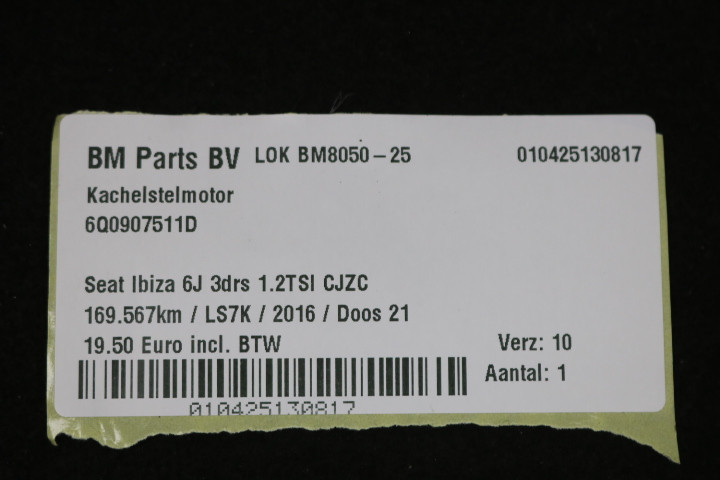 BM Parts BV LOK BM8050-25 010425130817
Kachelstelmotor
6Q0907511D
Seat Ibiza 6J 3drs 1.2TSI CJZC
169.567km / LS7K / 2016 / Doos 21
19.50 Euro incl. BTW Verz: 10
Aantal: 1
010425130817